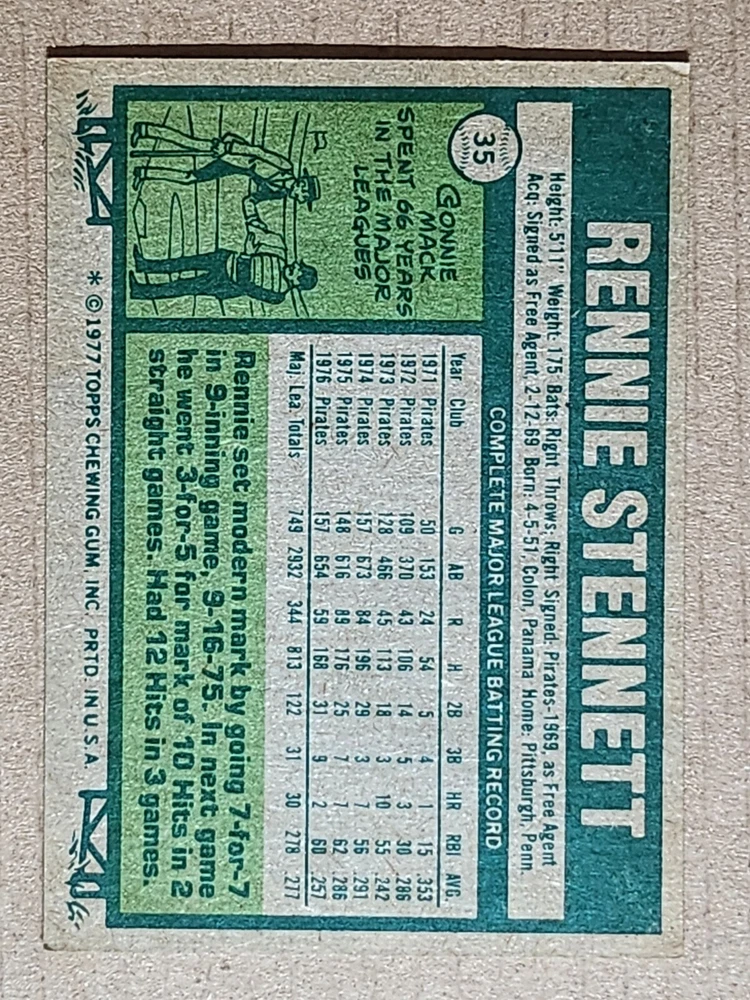 35
RENNIE STENNETT
Height: 5'11" Weight: 175 Bats: Right Throws: Right Signed: Pirates-1969, as Free Agent
Acq: Signed as Free Agent 2-12-69 Born: 4-5-51 Colon, Panama Home: Pittsburgh, Penn.
COMPLETE MAJOR LEAGUE BATTING RECORD
Year Club G AB R H 2B 3B HR RBI AVG.
1971 Pirates 50 153 24 54 5 4 1 15 .353
1972 Pirates 109 370 43 106 14 5 3 30 .286
1973 Pirates 128 466 45 113 18 3 10 55 .242
1974 Pirates 157 673 84 196 29 3 7 56 .291
1975 Pirates 148 616 89 176 25 7 7 62 .286
1976 Pirates 157 654 59 168 31 9 2 60 .257
Maj. Lea. Totals 749 2932 344 813 122 31 30 278 .277
CONNIE
MACK
SPENT 66 YEARS
IN THE MAJOR
LEAGUES.
Rennie set modern mark by going 7-for-7
in 9-inning game, 9-16-75. In next game
he went 3-for-5 for mark of 10 Hits in 2
straight games. Had 12 Hits in 3 games.
* © 1977 TOPPS CHEWING GUM, INC. PRTD. IN U.S.A.